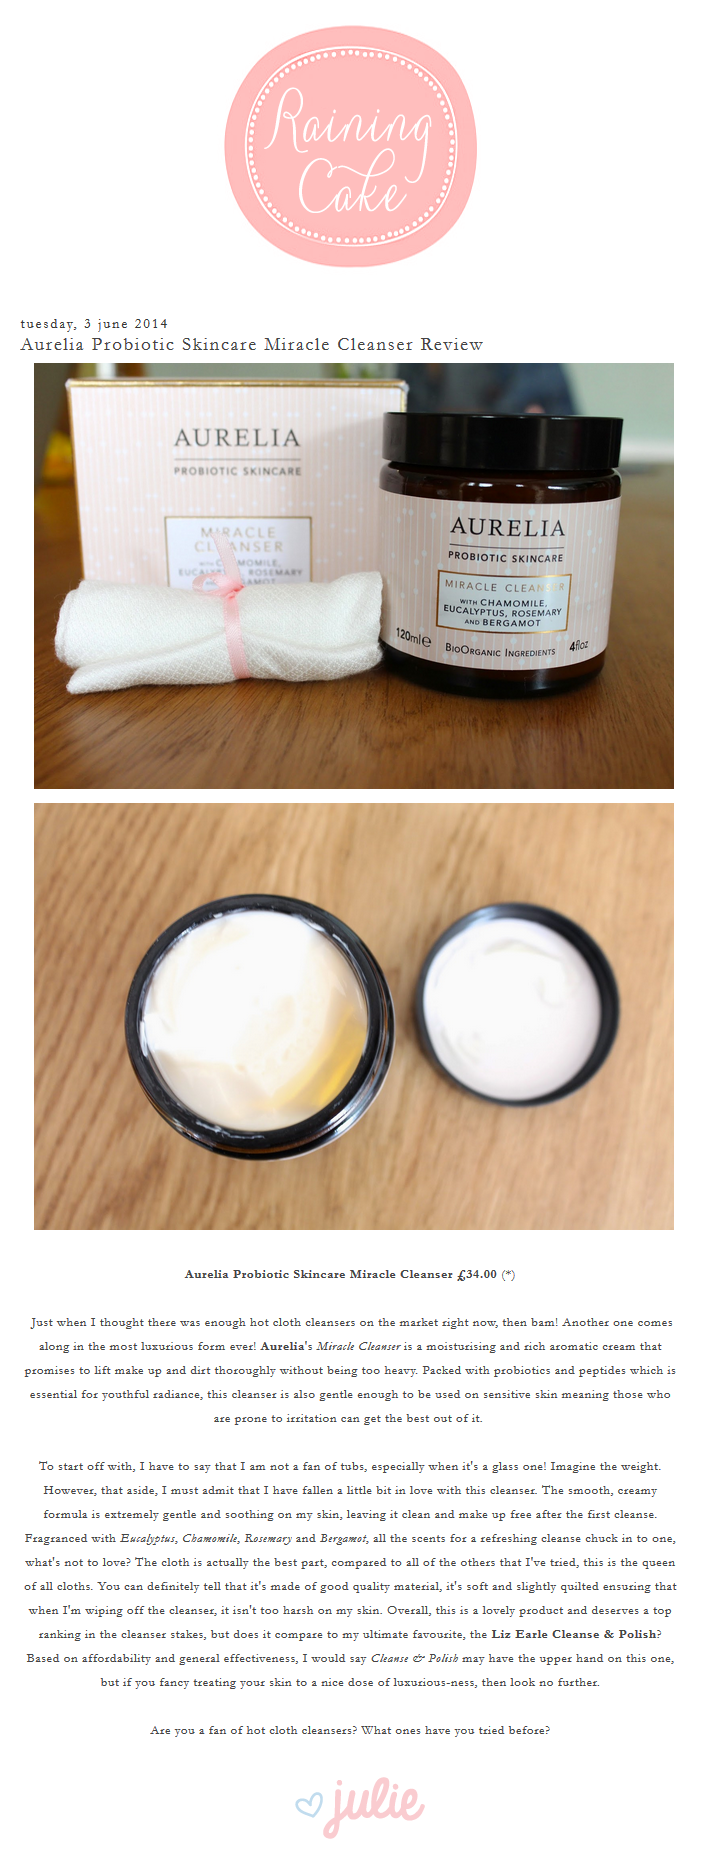 Raining
Cake
tuesday, 3 june 2014
Aurelia Probiotic Skincare Miracle Cleanser Review
AURELIA
PROBIOTIC SKINCARE
MIRACLE
CLEANSER
WITH CHAMOMILE,
EUCALYPTUS, ROSEMARY
BERGAMOT
AURELIA
PROBIOTIC SKINCARE
MIRACLE CLEANSER
WITH CHAMOMILE,
EUCALYPTUS, ROSEMARY
AND BERGAMOT
120ml e BIOORGANIC INGREDIENTS 4floz
Aurelia Probiotic Skincare Miracle Cleanser £34.00 (*)
Just when I thought there was enough hot cloth cleansers on the market right now, then bam! Another one comes
along in the most luxurious form ever! Aurelia's Miracle Cleanser is a moisturising and rich aromatic cream that
promises to lift make up and dirt thoroughly without being too heavy. Packed with probiotics and peptides which is
essential for youthful radiance, this cleanser is also gentle enough to be used on sensitive skin meaning those who
are prone to irritation can get the best out of it.
To start off with, I have to say that I am not a fan of tubs, especially when it's a glass one! Imagine the weight.
However, that aside, I must admit that I have fallen a little bit in love with this cleanser. The smooth, creamy
formula is extremely gentle and soothing on my skin, leaving it clean and make up free after the first cleanse.
Fragranced with Eucalyptus, Chamomile, Rosemary and Bergamot, all the scents for a refreshing cleanse chuck in to one,
what's not to love? The cloth is actually the best part, compared to all of the others that I've tried, this is the queen
of all cloths. You can definitely tell that it's made of good quality material, it's soft and slightly quilted ensuring that
when I'm wiping off the cleanser, it isn't too harsh on my skin. Overall, this is a lovely product and deserves a top
ranking in the cleanser stakes, but does it compare to my ultimate favourite, the Liz Earle Cleanse & Polish?
Based on affordability and general effectiveness, I would say Cleanse & Polish may have the upper hand on this one,
but if you fancy treating your skin to a nice dose of luxurious-ness, then look no further.
Are you a fan of hot cloth cleansers? What ones have you tried before?
julie